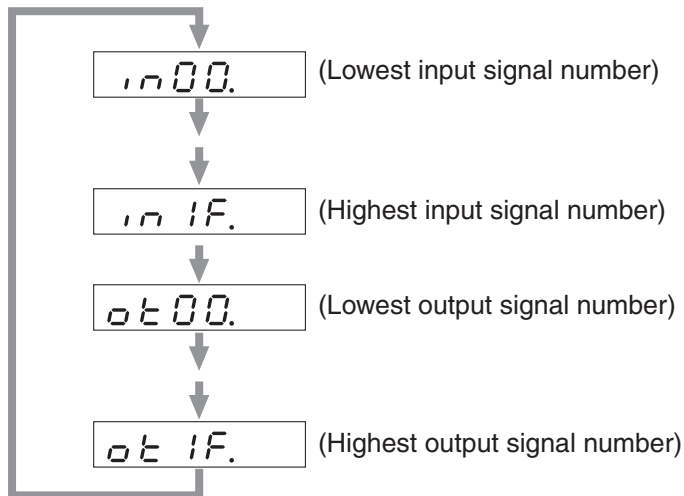 in00. (Lowest input signal number)
in 1F. (Highest input signal number)
ot00. (Lowest output signal number)
ot 1F. (Highest output signal number)